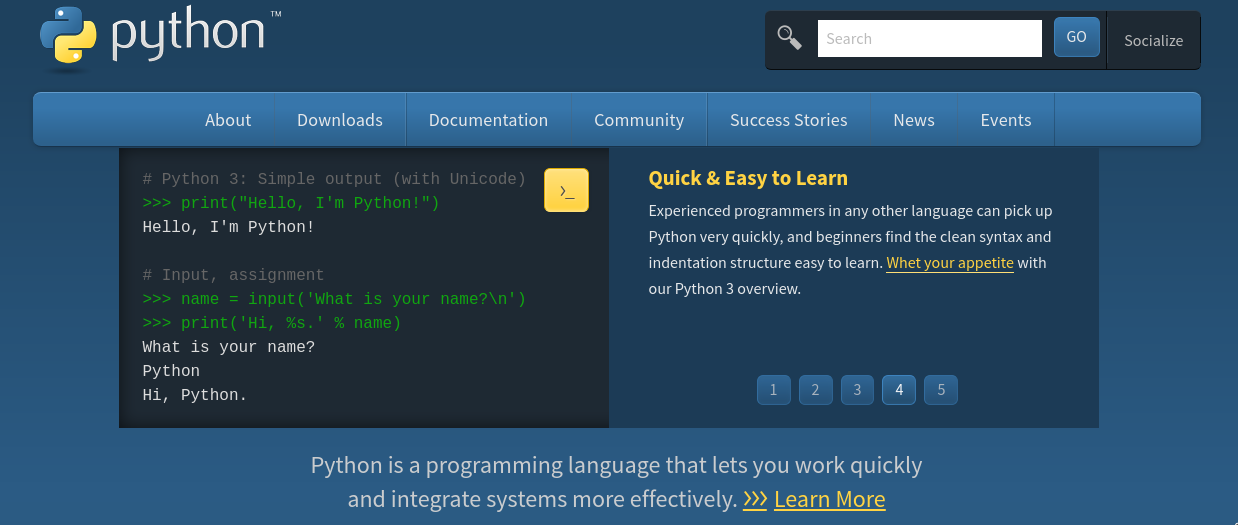 python™
Search
GO
Socialize
About
Downloads
Documentation
Community
Success Stories
News
Events
# Python 3: Simple output (with Unicode)
>>> print("Hello, I'm Python!")
Hello, I'm Python!
# Input, assignment
>>> name = input('What is your name?\n')
>>> print('Hi, %s.' % name)
What is your name?
Python
Hi, Python.
>_
Quick & Easy to Learn
Experienced programmers in any other language can pick up
Python very quickly, and beginners find the clean syntax and
indentation structure easy to learn. Whet your appetite with
our Python 3 overview.
1
2
3
4
5
Python is a programming language that lets you work quickly
and integrate systems more effectively. >>> Learn More